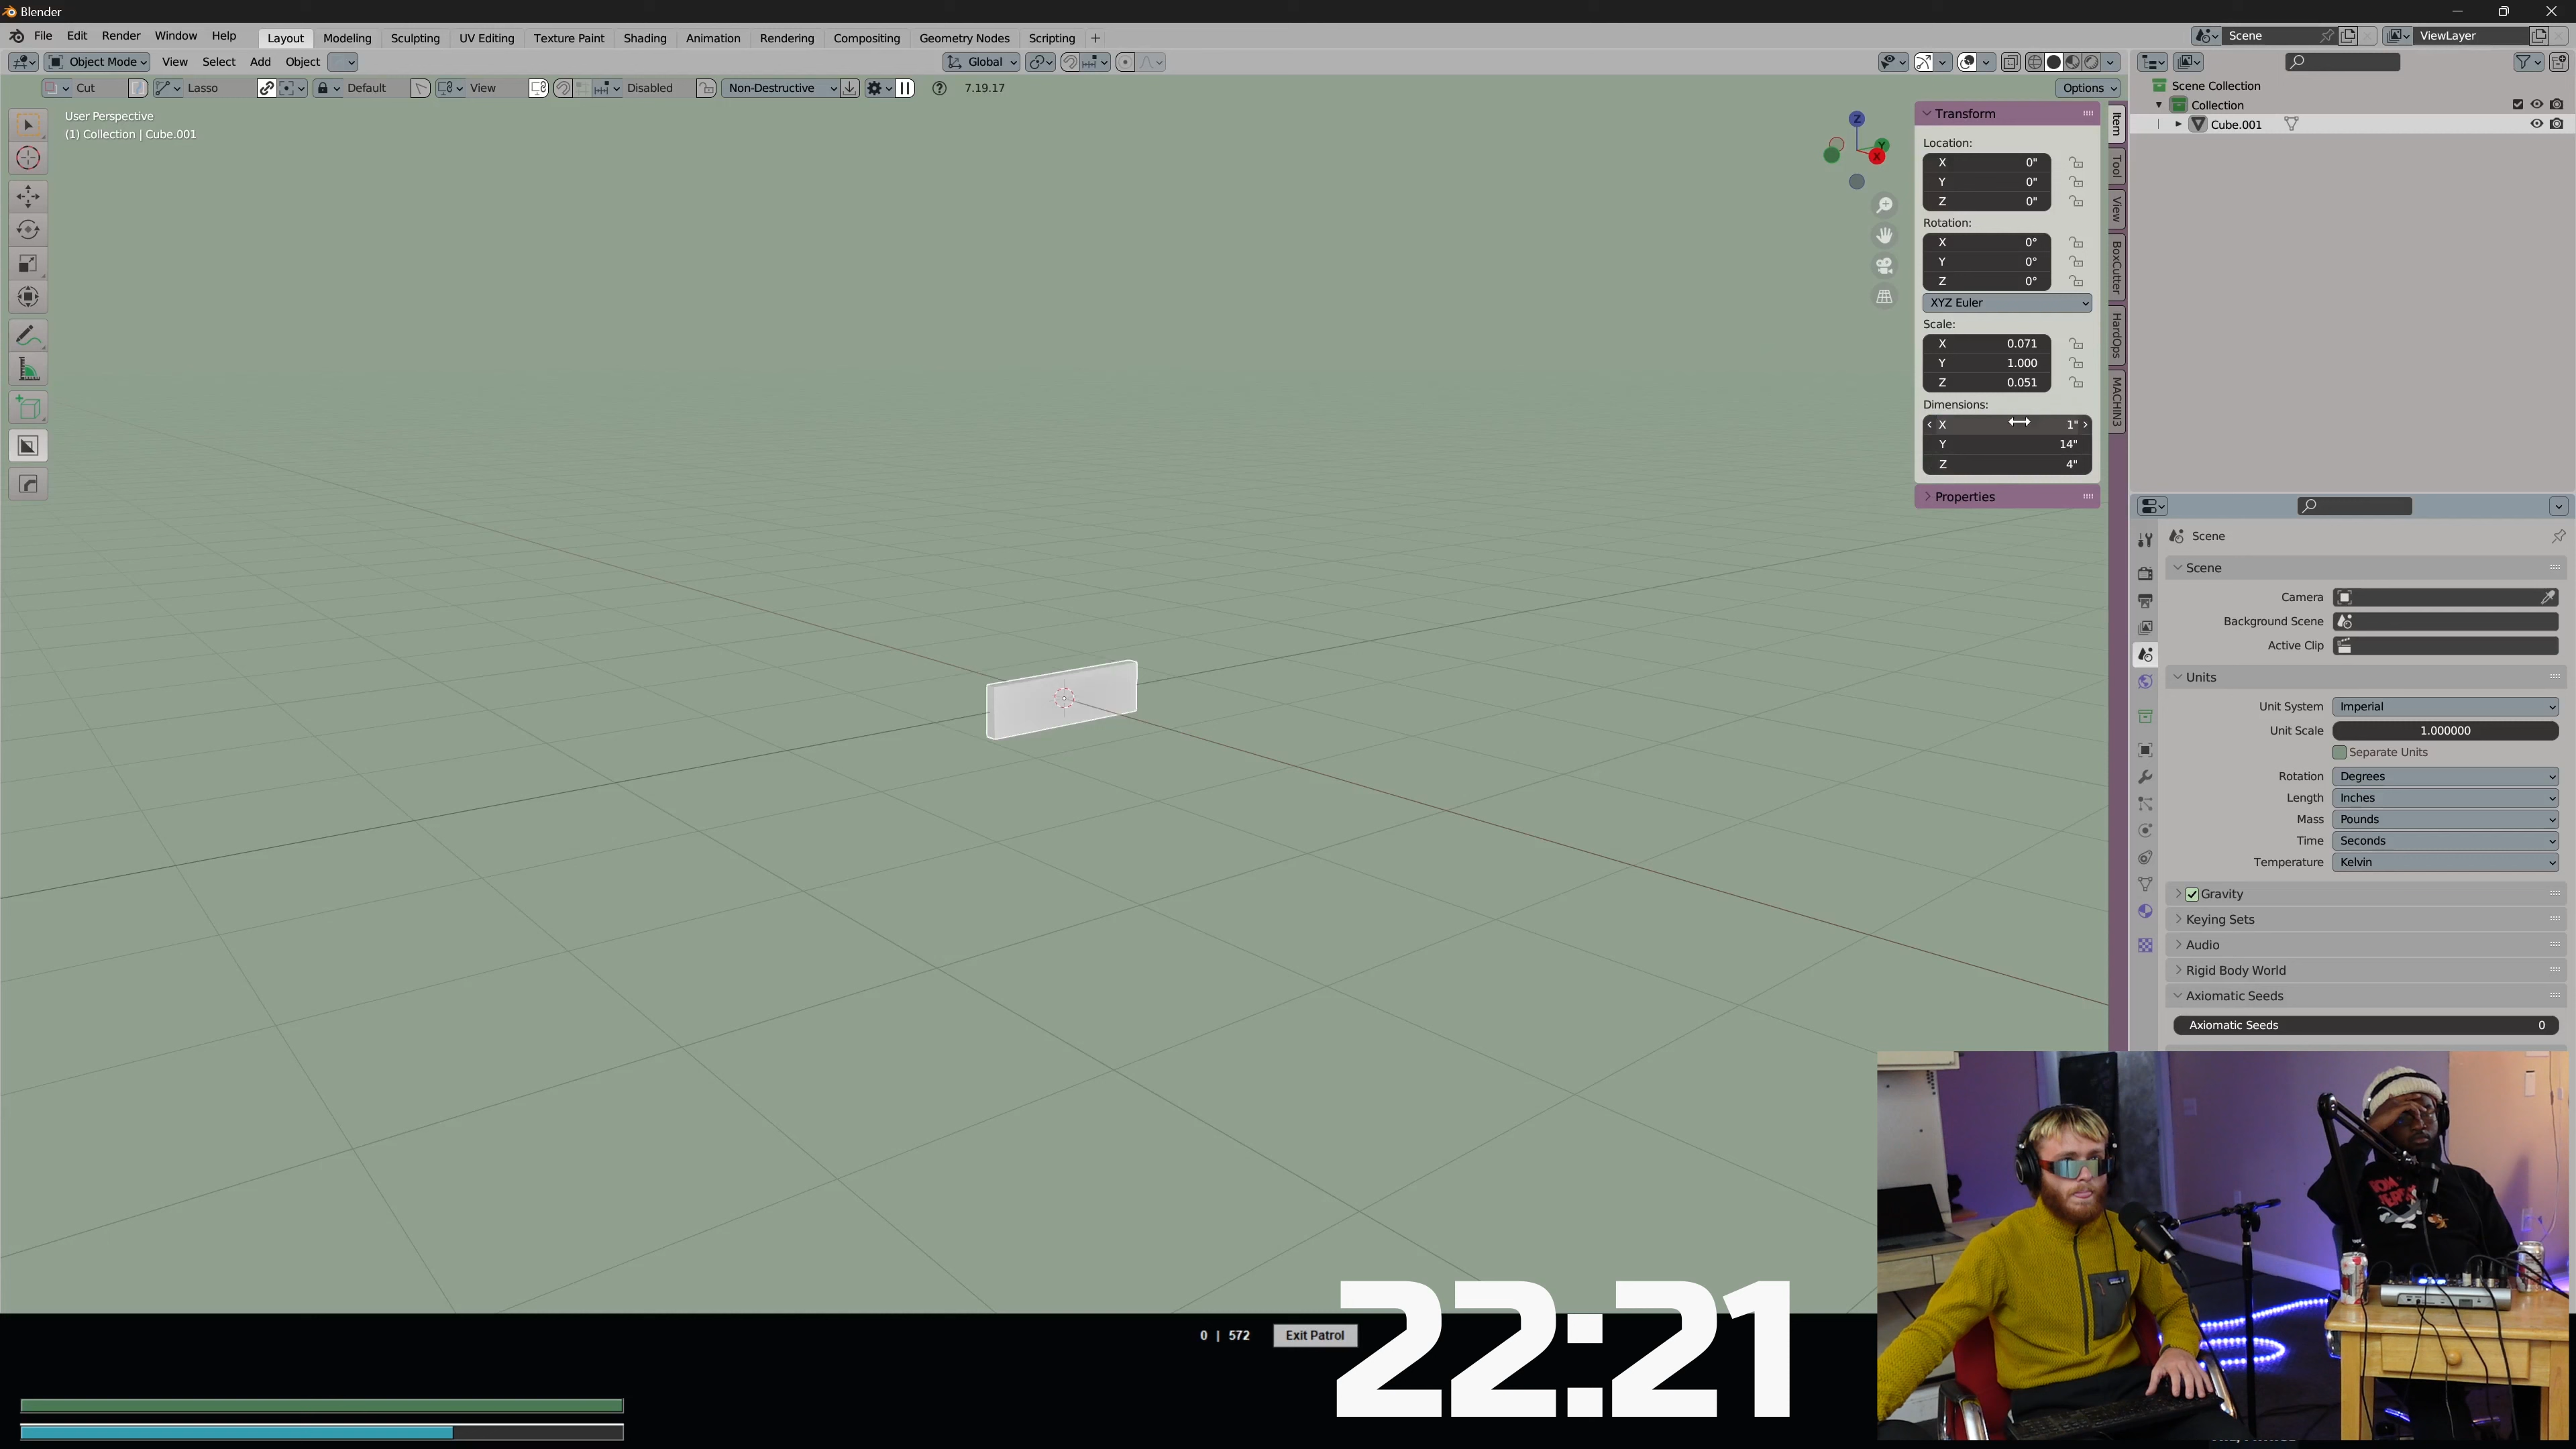 Blender
File Edit Render Window Help Layout Modeling Sculpting UV Editing Texture Paint Shading Animation Rendering Compositing Geometry Nodes Scripting + Scene ViewLayer
Object Mode View Select Add Object Global
Cut Lasso Default View Disabled Non-Destructive 7.19.17 Options
User Perspective
(1) Collection | Cube.001
Z
Y
X
Transform
Location:
X 0"
Y 0"
Z 0"
Rotation:
X 0°
Y 0°
Z 0°
XYZ Euler
Scale:
X 0.071
Y 1.000
Z 0.051
Dimensions:
X 1"
Y 14"
Z 4"
Properties
Item
Tool
View
BoxCutter
HardOps
MACHIN3
Scene Collection
Collection
Cube.001
Scene
Scene
Camera
Background Scene
Active Clip
Units
Unit System Imperial
Unit Scale 1.000000
Separate Units
Rotation Degrees
Length Inches
Mass Pounds
Time Seconds
Temperature Kelvin
Gravity
Keying Sets
Audio
Rigid Body World
Axiomatic Seeds
Axiomatic Seeds 0
0 | 572 Exit Patrol
22:21